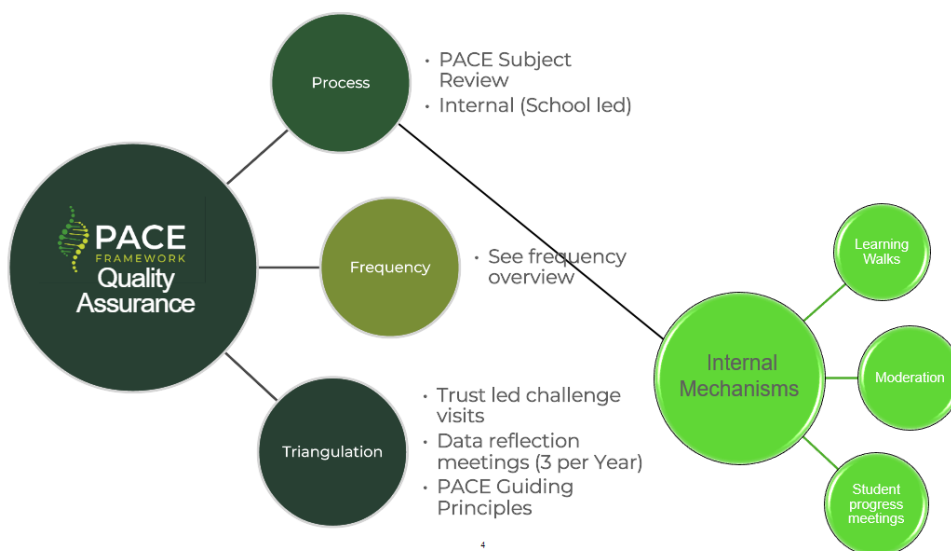 PACE
FRAMEWORK
Quality
Assurance
Process
• PACE Subject
Review
• Internal (School led)
Frequency
• See frequency
overview
Triangulation
• Trust led challenge
visits
• Data reflection
meetings (3 per Year)
• PACE Guiding
Principles
Internal
Mechanisms
Learning
Walks
Moderation
Student
progress
meetings
4